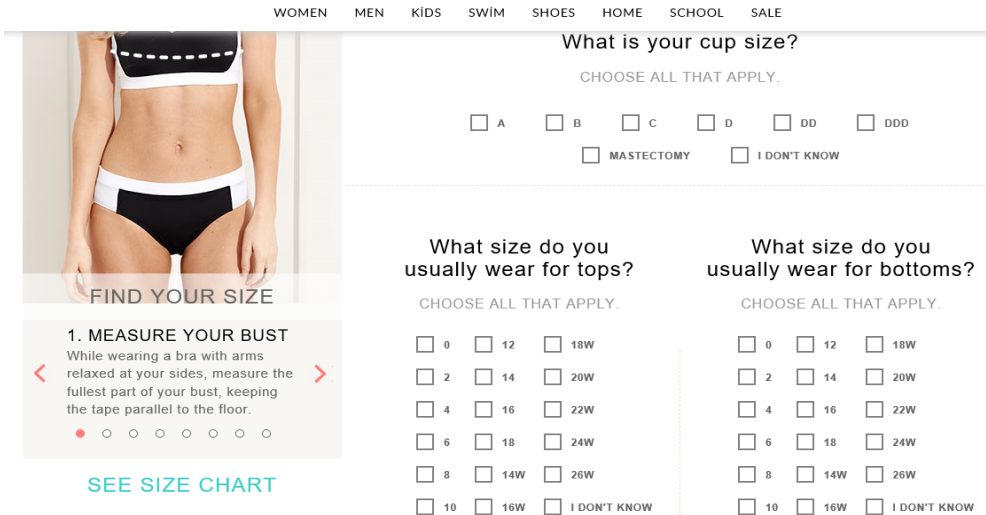 WOMEN MEN KİDS SWİM SHOES HOME SCHOOL SALE
What is your cup size?
CHOOSE ALL THAT APPLY.
A B C D DD DDD
MASTECTOMY I DON'T KNOW
FIND YOUR SIZE
1. MEASURE YOUR BUST
While wearing a bra with arms
relaxed at your sides, measure the
fullest part of your bust, keeping
the tape parallel to the floor.
SEE SIZE CHART
What size do you
usually wear for tops?
CHOOSE ALL THAT APPLY.
0 12 18W
2 14 20W
4 16 22W
6 18 24W
8 14W 26W
10 16W I DON'T KNOW
What size do you
usually wear for bottoms?
CHOOSE ALL THAT APPLY.
0 12 18W
2 14 20W
4 16 22W
6 18 24W
8 14W 26W
10 16W I DON'T KNOW